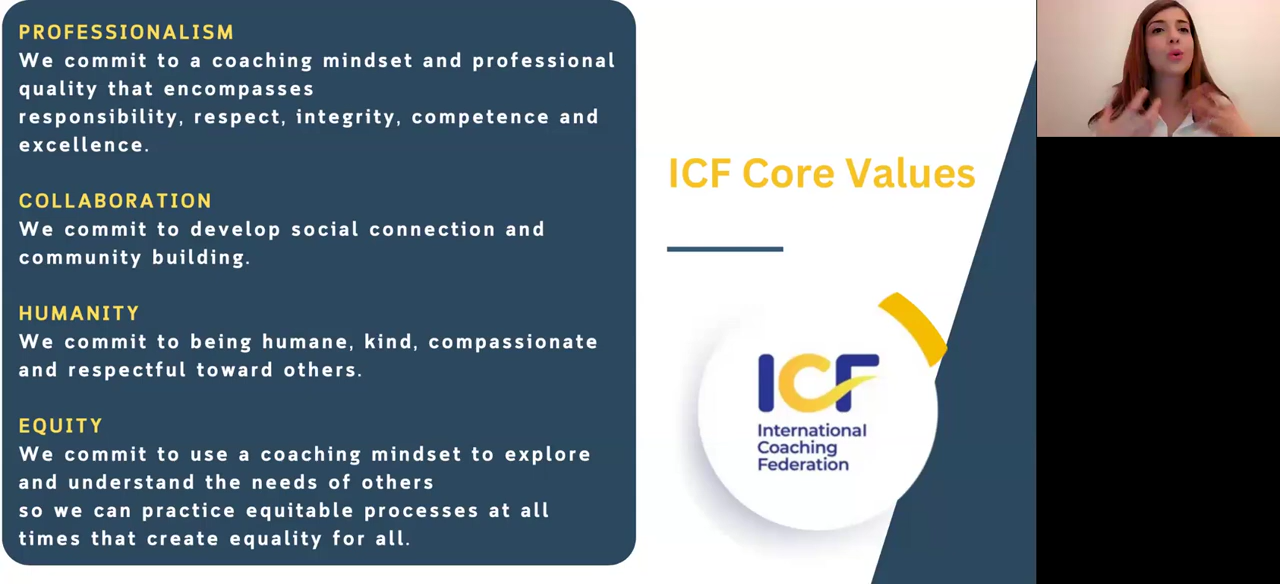 PROFESSIONALISM
We commit to a coaching mindset and professional
quality that encompasses
responsibility, respect, integrity, competence and
excellence.
COLLABORATION
We commit to develop social connection and
community building.
HUMANITY
We commit to being humane, kind, compassionate
and respectful toward others.
EQUITY
We commit to use a coaching mindset to explore
and understand the needs of others
so we can practice equitable processes at all
times that create equality for all.
ICF Core Values
ICF
International
Coaching
Federation